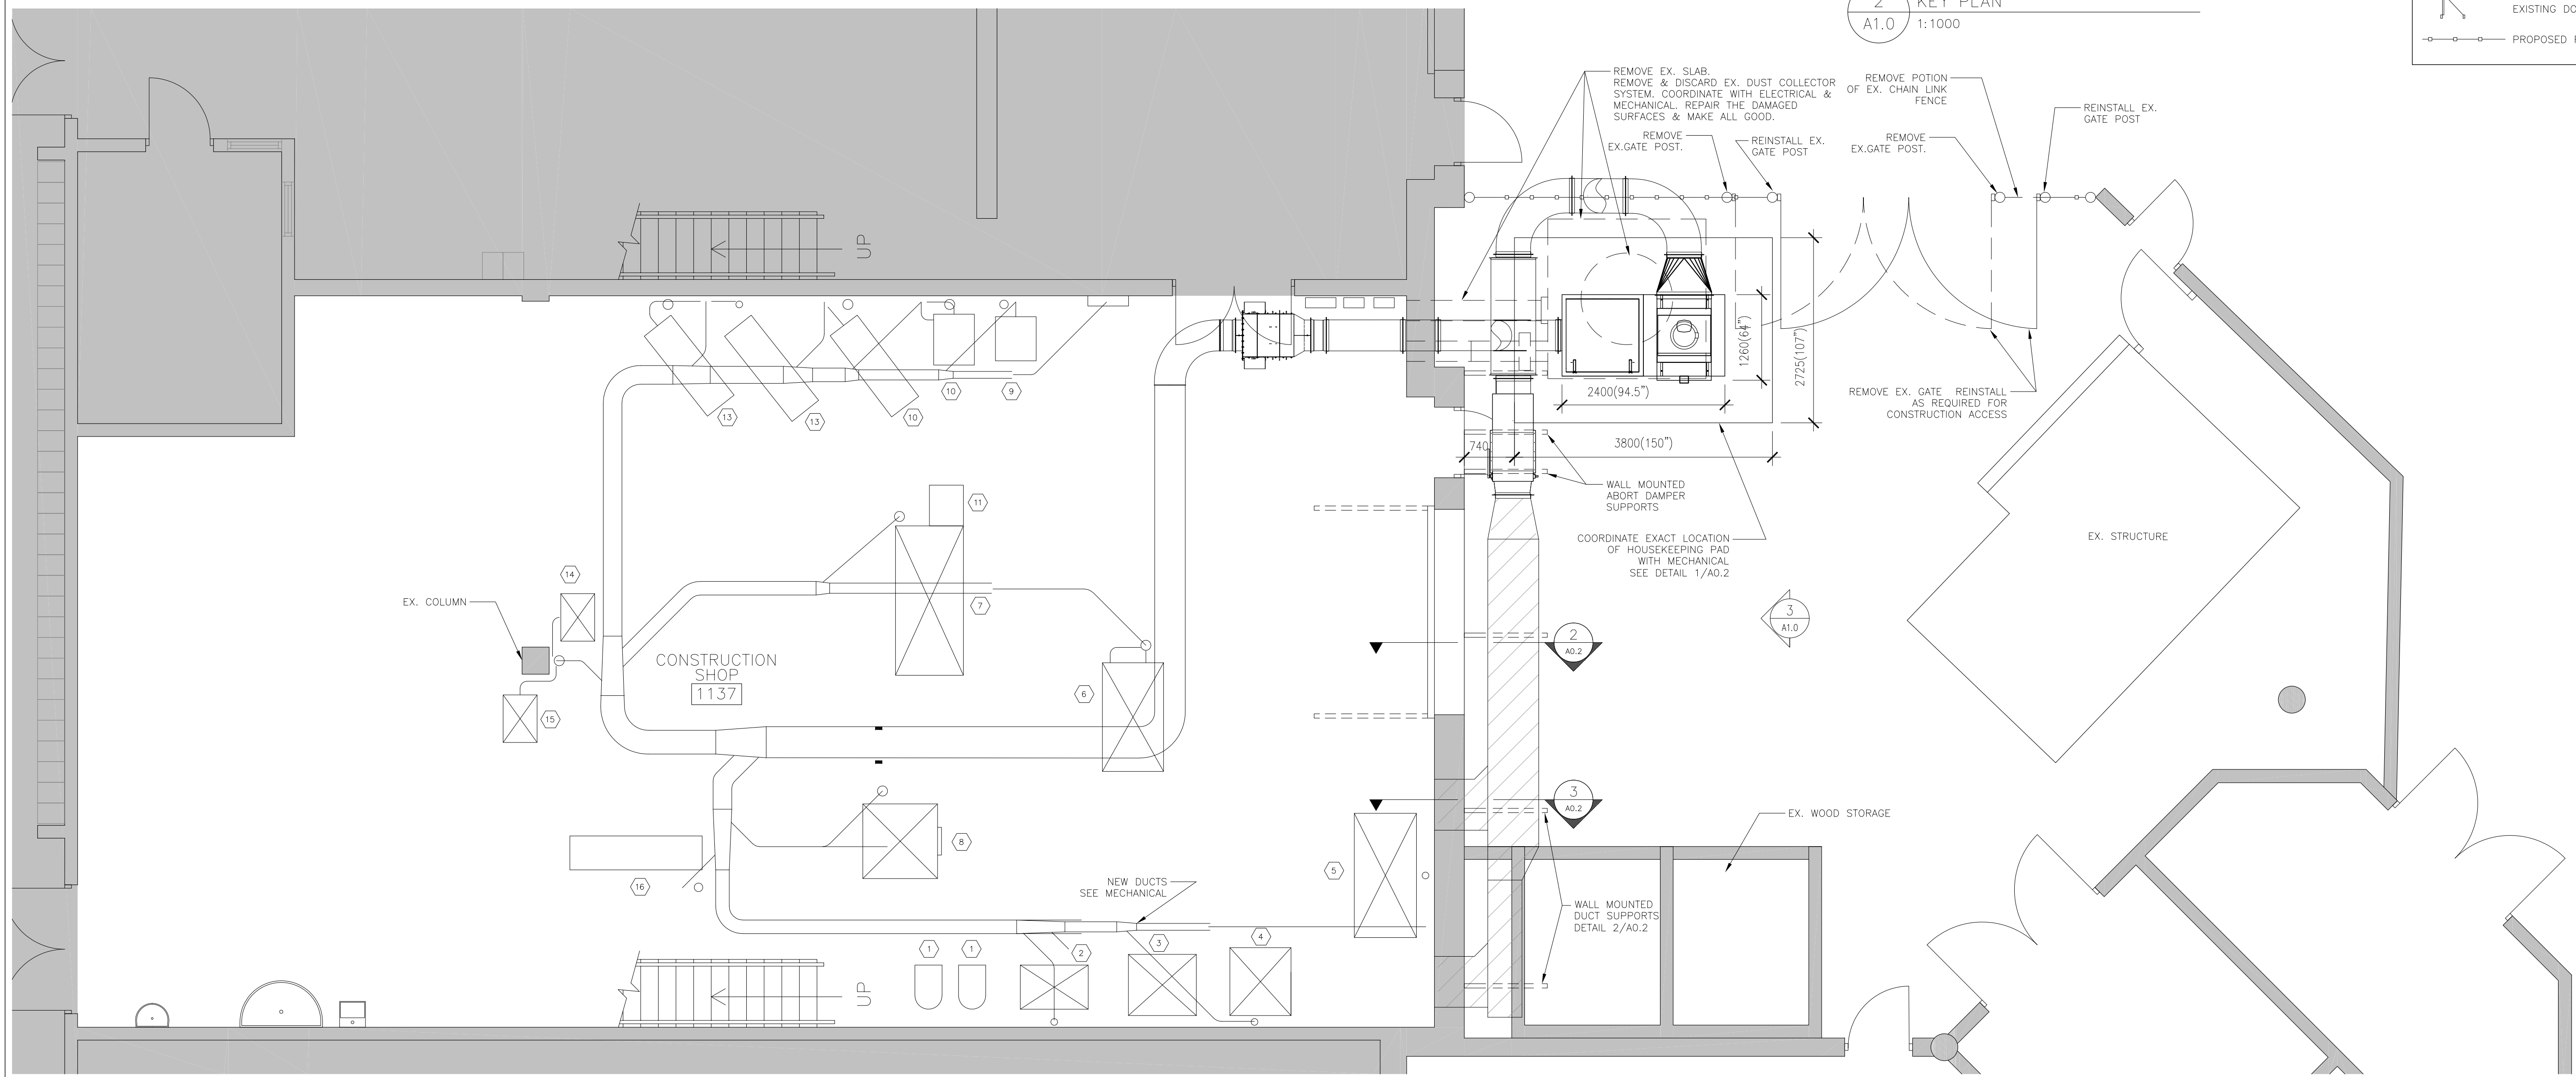 2
KEY PLAN
A1.0
1:1000
EXISTING DO
PROPOSED
REMOVE EX. SLAB.
REMOVE & DISCARD EX. DUST COLLECTOR
SYSTEM. COORDINATE WITH ELECTRICAL &
MECHANICAL. REPAIR THE DAMAGED
SURFACES & MAKE ALL GOOD.
REMOVE POTION
OF EX. CHAIN LINK
FENCE
REINSTALL EX.
GATE POST
REMOVE
EX.GATE POST.
REINSTALL EX.
GATE POST
REMOVE
EX.GATE POST.
UP
1260(64")
2725(107")
2400(94.5")
3800(150")
740
REMOVE EX. GATE REINSTALL
AS REQUIRED FOR
CONSTRUCTION ACCESS
13
13
10
10
9
WALL MOUNTED
ABORT DAMPER
SUPPORTS
11
COORDINATE EXACT LOCATION
OF HOUSEKEEPING PAD
WITH MECHANICAL
SEE DETAIL 1/A0.2
EX. STRUCTURE
14
EX. COLUMN
7
3
A1.0
2
A0.2
CONSTRUCTION
SHOP
1137
6
15
3
A0.2
EX. WOOD STORAGE
8
5
16
NEW DUCTS
SEE MECHANICAL
WALL MOUNTED
DUCT SUPPORTS
DETAIL 2/A0.2
1
1
2
3
4
UP